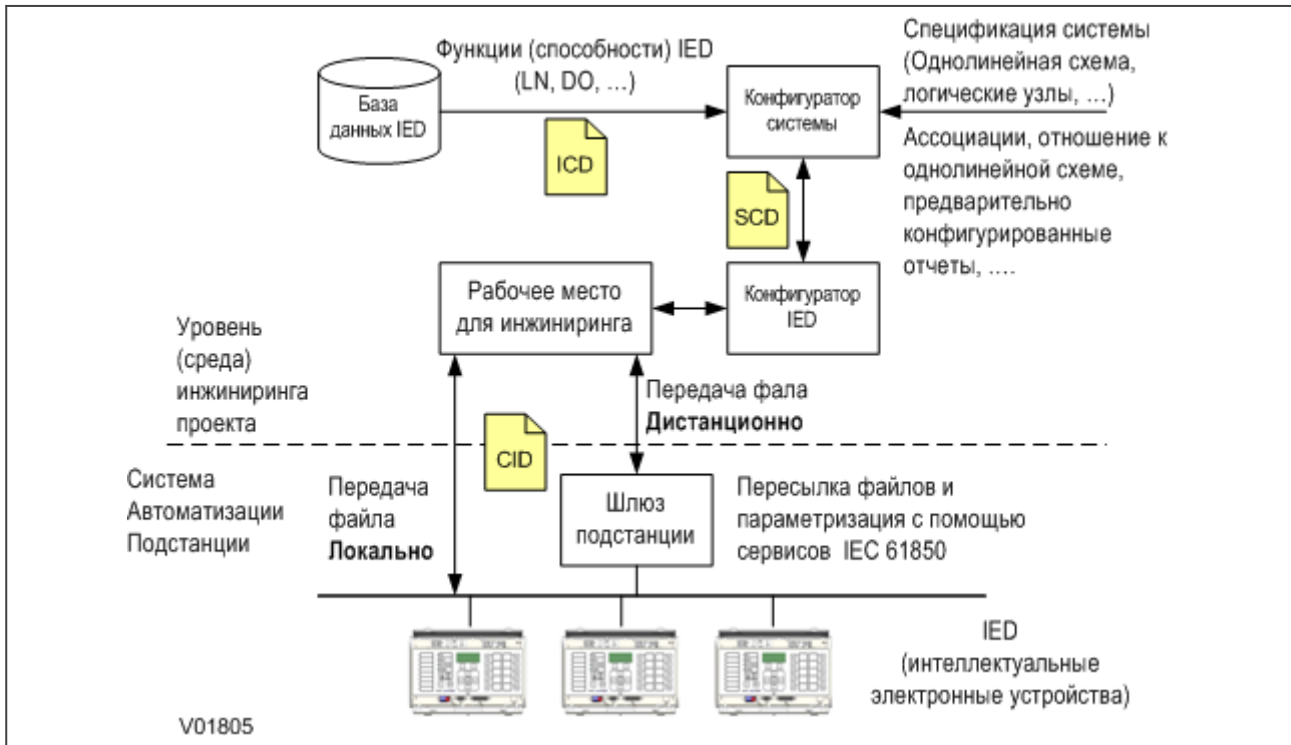 Функции (способности) IED
(LN, DO, ...)
База
данных IED
ICD
Конфигуратор
системы
Спецификация системы
(Однолинейная схема,
логические узлы, ...)
Ассоциации, отношение к
однолинейной схеме,
предварительно
конфигурированные
отчеты, ....
SCD
Рабочее место
для инжиниринга
Конфигуратор
IED
Уровень
(среда)
инжиниринга
проекта
Передача фала
Дистанционно
CID
Система
Автоматизации
Подстанции
Передача
файла
Локально
Шлюз
подстанции
Пересылка файлов и
параметризация с помощью
сервисов IEC 61850
IED
(интеллектуальные
электронные устройства)
V01805